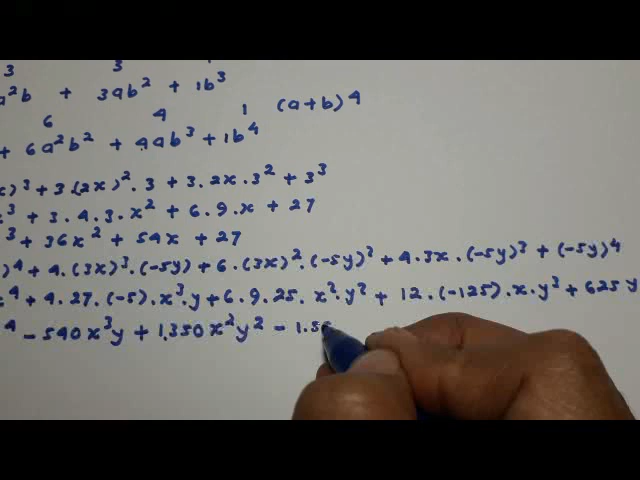 3 3
a²b + 3ab² + 1b³
6 4 1 (a+b)⁴
+ 6a²b² + 4ab³ + 1b⁴
)³ + 3.(2x)².3 + 3.2x.3² + 3³
³ + 3.4.3.x² + 6.9.x + 27
³ + 36x² + 54x + 27
)⁴ + 4.(3x)³.(-5y) + 6.(3x)².(-5y)² + 4.3x.(-5y)³ + (-5y)⁴
⁴ + 4.27.(-5).x³.y + 6.9.25.x².y² + 12.(-125).x.y³ + 625y
⁴ - 540x³y + 1.350x²y² - 1.5